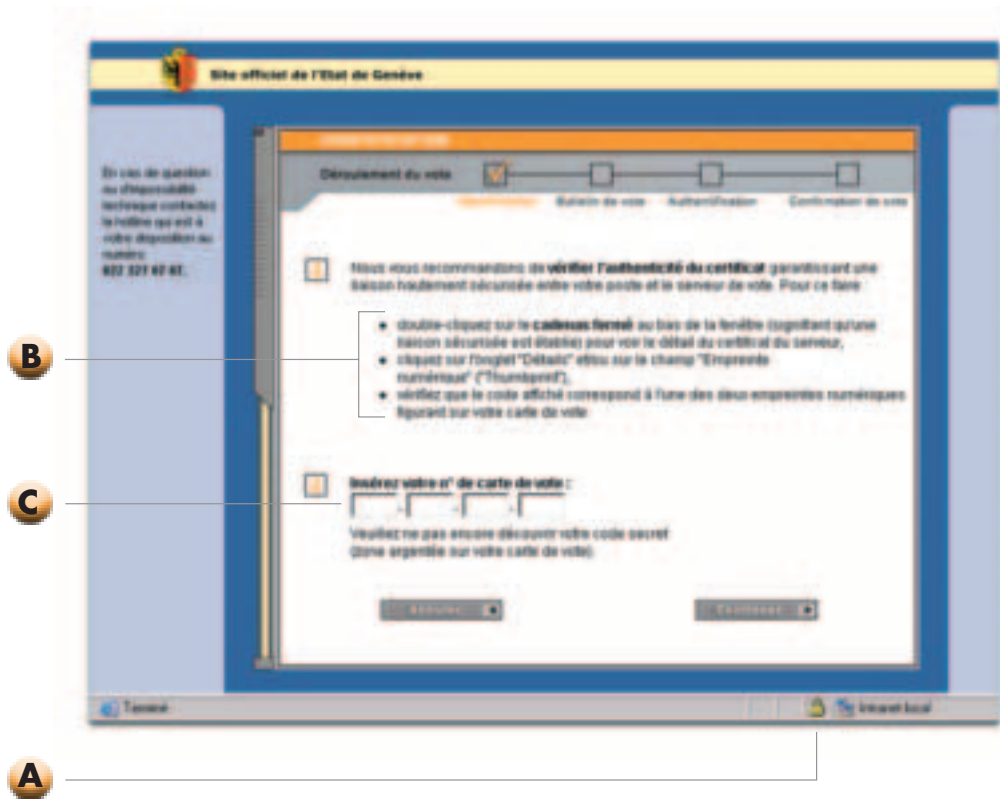 Site officiel de l'Etat de Genève
En cas de question
ou d'impossibilité
technique contactez
la hotline qui est à
votre disposition au
numéro
Déroulement du vote
Identification
Bulletin de vote
Authentification
Confirmation de vote
Nous vous recommandons de vérifier l'authenticité du certificat garantissant une
liaison hautement sécurisée entre votre poste et le serveur de vote. Pour ce faire
• double-cliquez sur le cadenas fermé au bas de la fenêtre (signifiant qu'une
liaison sécurisée est établie) pour voir le détail du certificat du serveur,
• cliquez sur l'onglet "Détails" et/ou sur le champ "Empreinte
numérique" ("Thumbprint"),
• vérifiez que le code affiché correspond à l'une des deux empreintes numériques
figurant sur votre carte de vote
B
Insérez votre n° de carte de vote :
C
Veuillez ne pas encore découvrir votre code secret
(zone argentée sur votre carte de vote).
Annuler
Continuer
Terminé
Intranet local
A